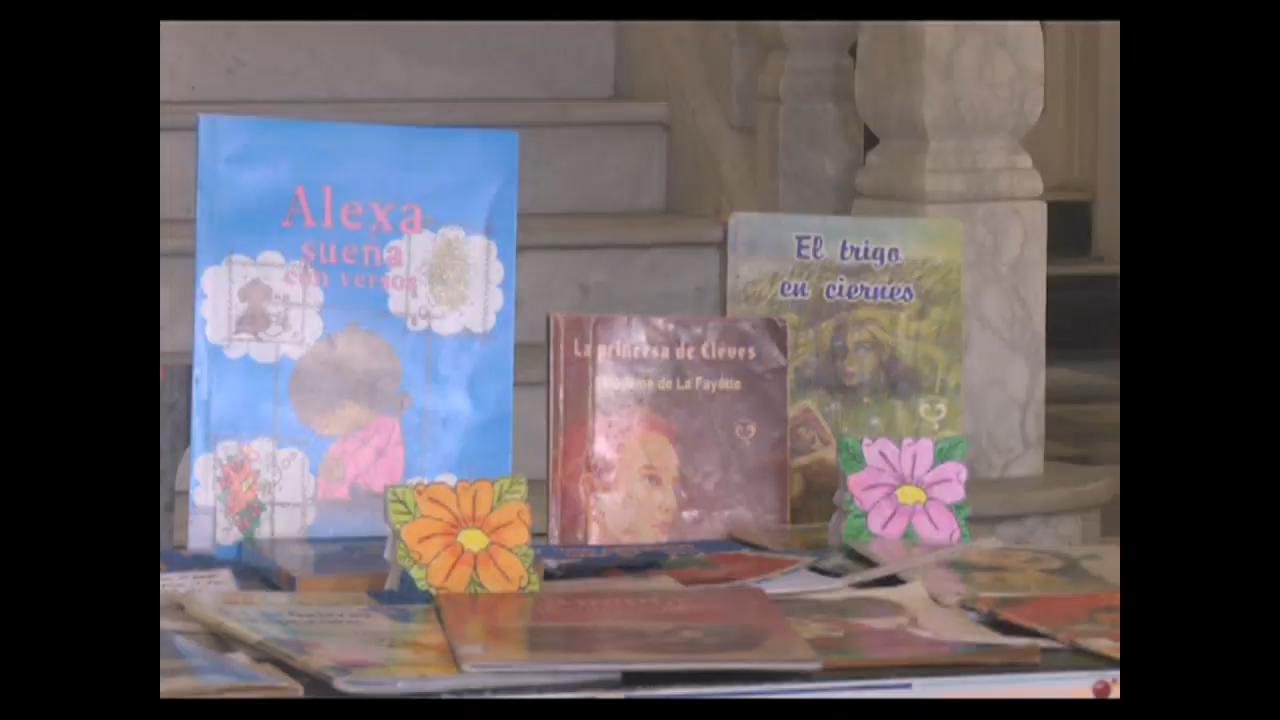 Alexa
sueña
con versos
La princesa de Cleves
Madame de La Fayette
El trigo
en ciernes